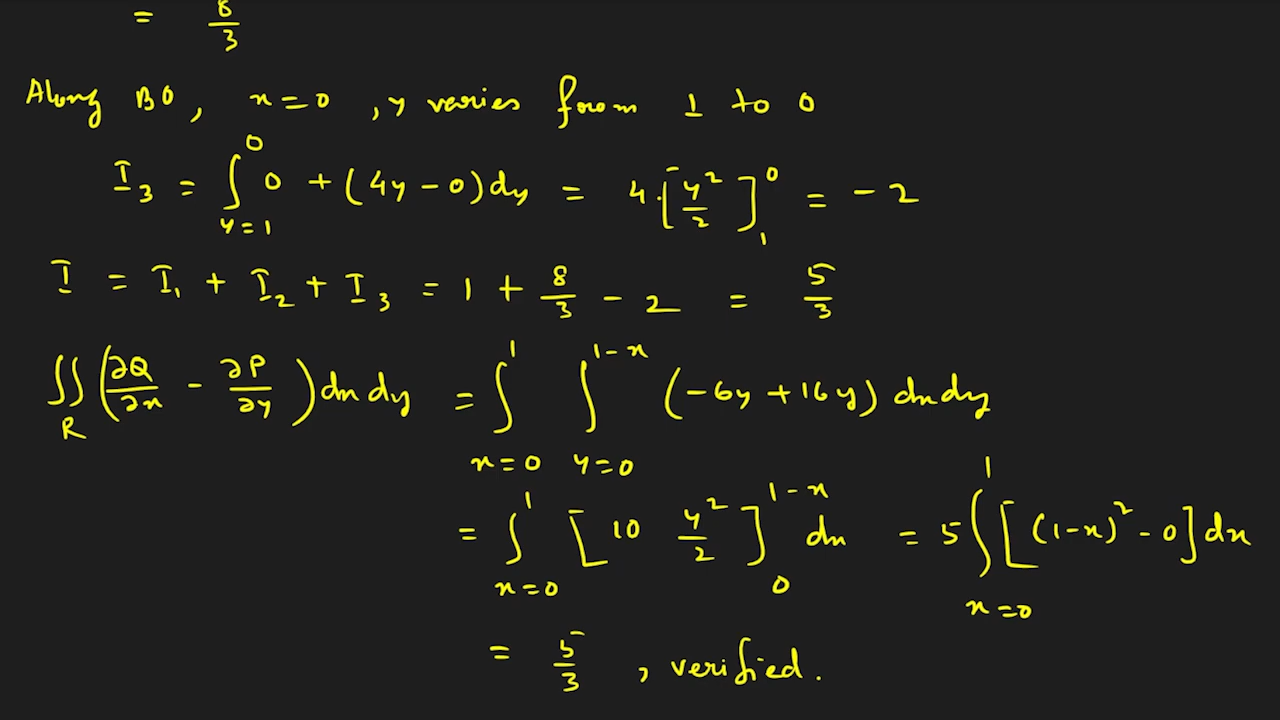 = 8/3
Along BO, x=0, y varies from 1 to 0
I₃ = ∫_{y=1}^{0} 0 + (4y - 0)dy = 4·[y²/2]_{1}^{0} = -2
I = I₁ + I₂ + I₃ = 1 + 8/3 - 2 = 5/3
∬_R (∂Q/∂x - ∂P/∂y) dx dy = ∫_{x=0}^{1} ∫_{y=0}^{1-x} (-6y + 16y) dx dy
= ∫_{x=0}^{1} [10 y²/2]_{0}^{1-x} dx = 5 ∫_{x=0}^{1} [(1-x)² - 0] dx
= 5/3, verified.